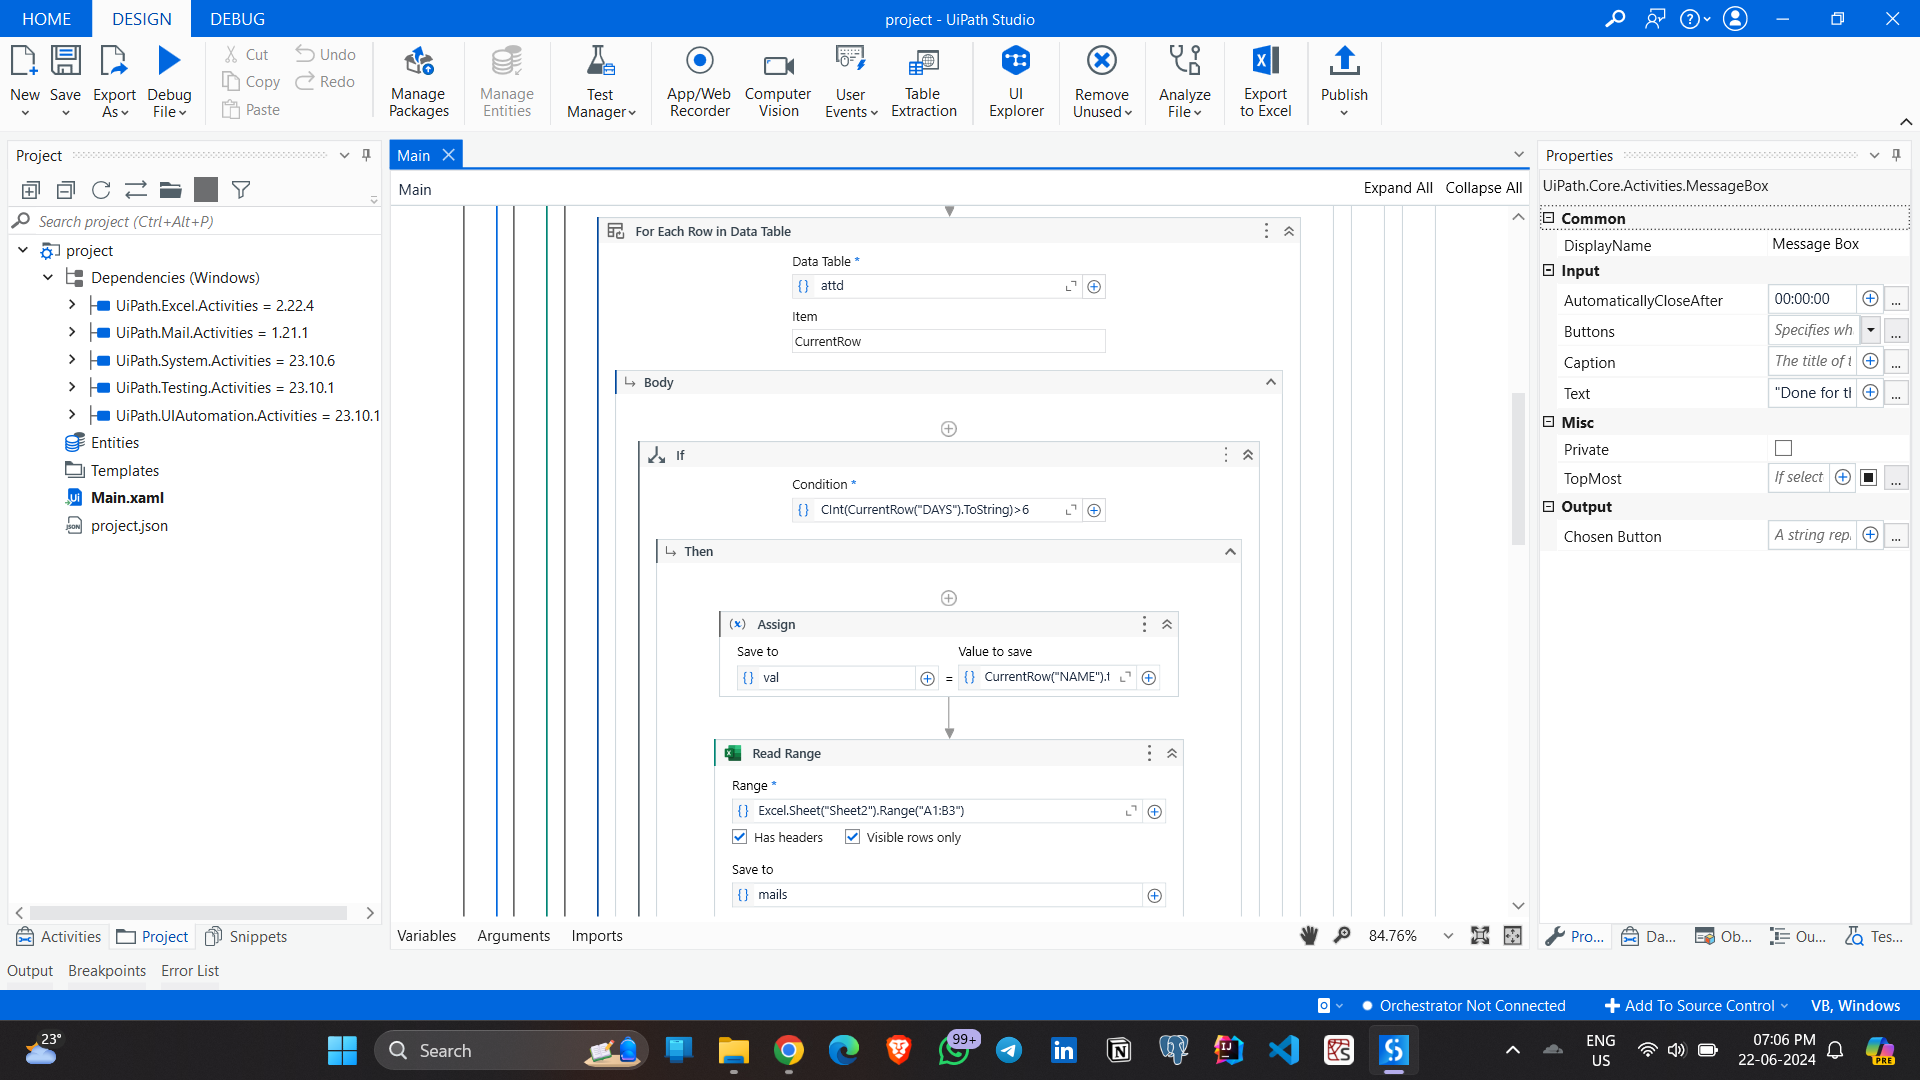 HOME
DESIGN
DEBUG
project - UiPath Studio
New
Save
Export As
Debug File
Cut
Copy
Paste
Undo
Redo
Manage Packages
Manage Entities
Test Manager
App/Web Recorder
Computer Vision
User Events
Table Extraction
UI Explorer
Remove Unused
Analyze File
Export to Excel
Publish
Project
Search project (Ctrl+Alt+P)
project
Dependencies (Windows)
UiPath.Excel.Activities = 2.22.4
UiPath.Mail.Activities = 1.21.1
UiPath.System.Activities = 23.10.6
UiPath.Testing.Activities = 23.10.1
UiPath.UIAutomation.Activities = 23.10.1
Entities
Templates
Main.xaml
project.json
Activities
Project
Snippets
Main
Main
Expand All
Collapse All
For Each Row in Data Table
Data Table *
attd
Item
CurrentRow
Body
If
Condition *
CInt(CurrentRow("DAYS").ToString)>6
Then
Assign
Save to
Value to save
val
=
CurrentRow("NAME").t
Read Range
Range *
Excel.Sheet("Sheet2").Range("A1:B3")
Has headers
Visible rows only
Save to
mails
Variables
Arguments
Imports
84.76%
Properties
UiPath.Core.Activities.MessageBox
Common
DisplayName
Message Box
Input
AutomaticallyCloseAfter
00:00:00
...
Buttons
Specifies wh
...
Caption
The title of t
...
Text
"Done for th
...
Misc
Private
TopMost
If select
...
Output
Chosen Button
A string rep
...
Pro...
Da...
Ob...
Ou...
Tes...
Output
Breakpoints
Error List
Orchestrator Not Connected
Add To Source Control
VB, Windows
23°
Search
99+
ENG
US
07:06 PM
22-06-2024
PRE